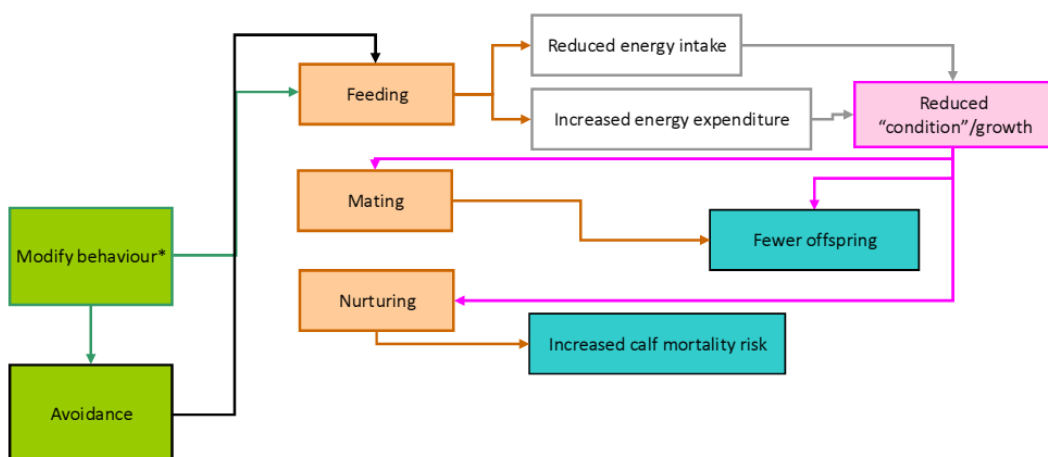 Reduced energy intake
Feeding
Increased energy expenditure
Reduced
“condition”/growth
Mating
Modify behaviour*
Fewer offspring
Nurturing
Increased calf mortality risk
Avoidance